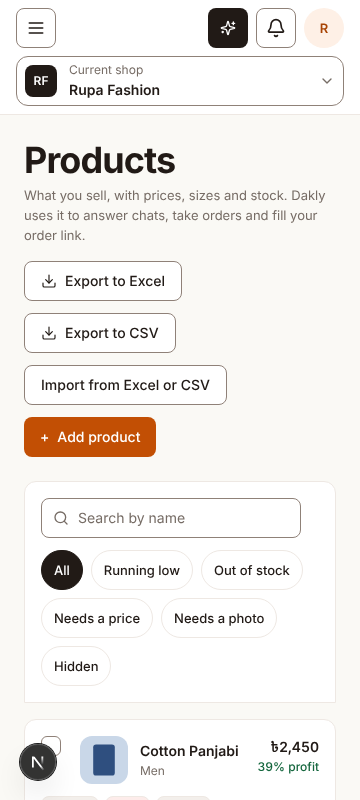 R
RF
Current shop
Rupa Fashion
Products
What you sell, with prices, sizes and stock. Dakly
uses it to answer chats, take orders and fill your
order link.
Export to Excel
Export to CSV
Import from Excel or CSV
+ Add product
Search by name
All
Running low
Out of stock
Needs a price
Needs a photo
Hidden
Cotton Panjabi
৳2,450
Men
39% profit
N